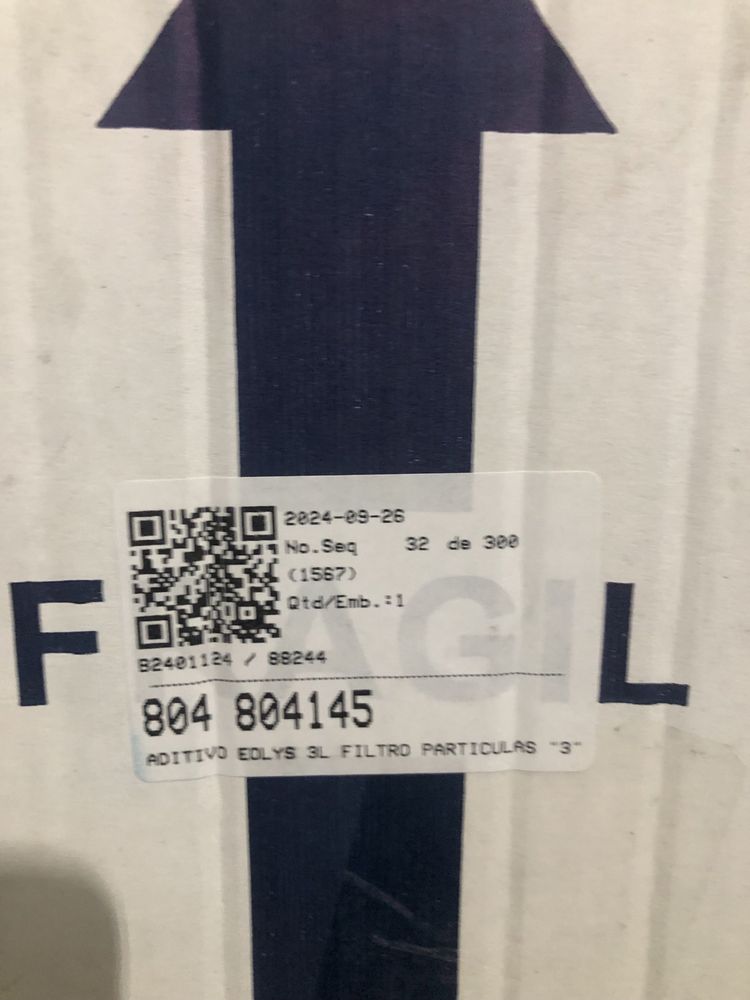 2024-09-26
No.Seq 32 de 300
(1567)
Qtd/Emb.:1
FRAGIL
B2401124 / 88244
804 804145
ADITIVO EOLYS 3L FILTRO PARTICULAS "3"